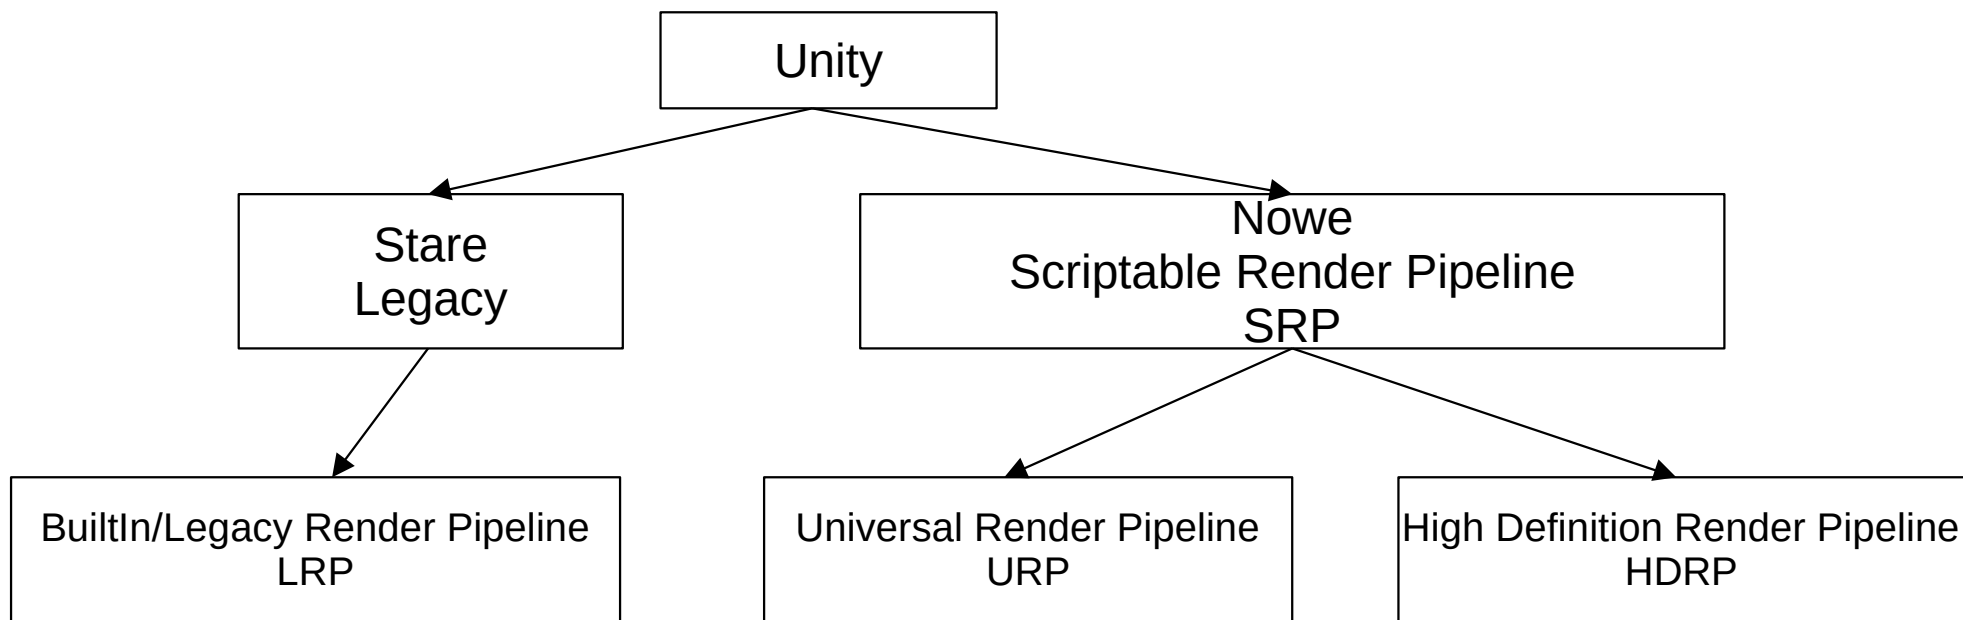 Unity
Stare
Legacy
Nowe
Scriptable Render Pipeline
SRP
BuiltIn/Legacy Render Pipeline
LRP
Universal Render Pipeline
URP
High Definition Render Pipeline
HDRP